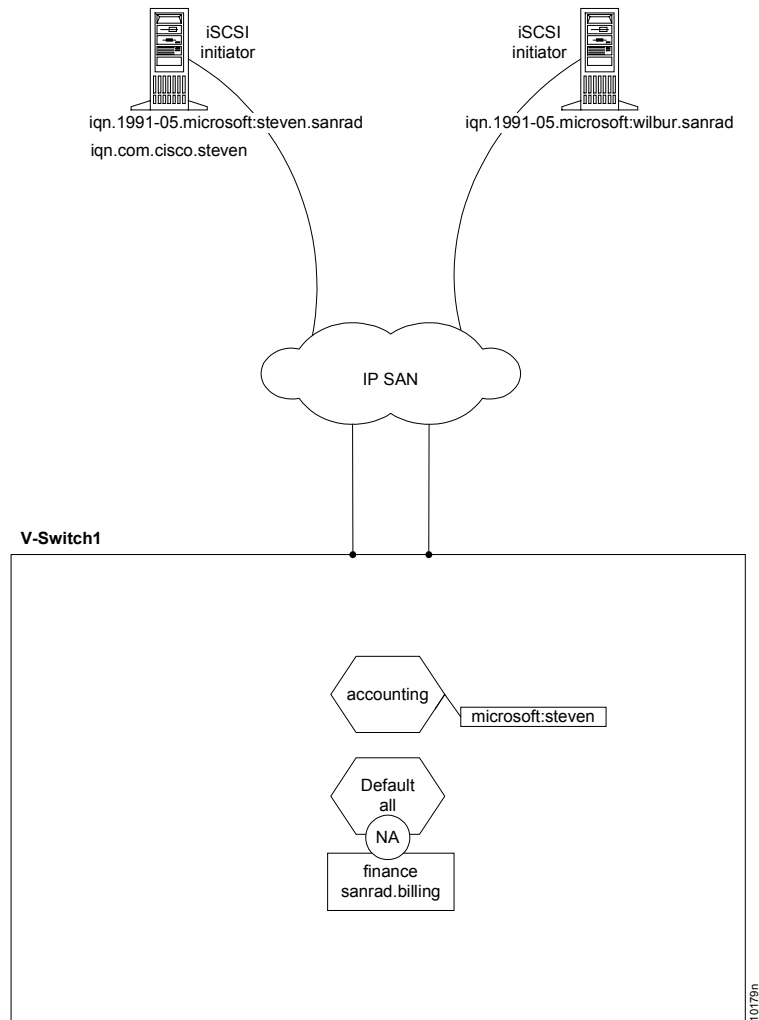 iSCSI
initiator
iqn.1991-05.microsoft:steven.sanrad
iqn.com.cisco.steven
iSCSI
initiator
iqn.1991-05.microsoft:wilbur.sanrad
IP SAN
V-Switch1
accounting
microsoft:steven
Default
all
NA
finance
sanrad.billing
10179n